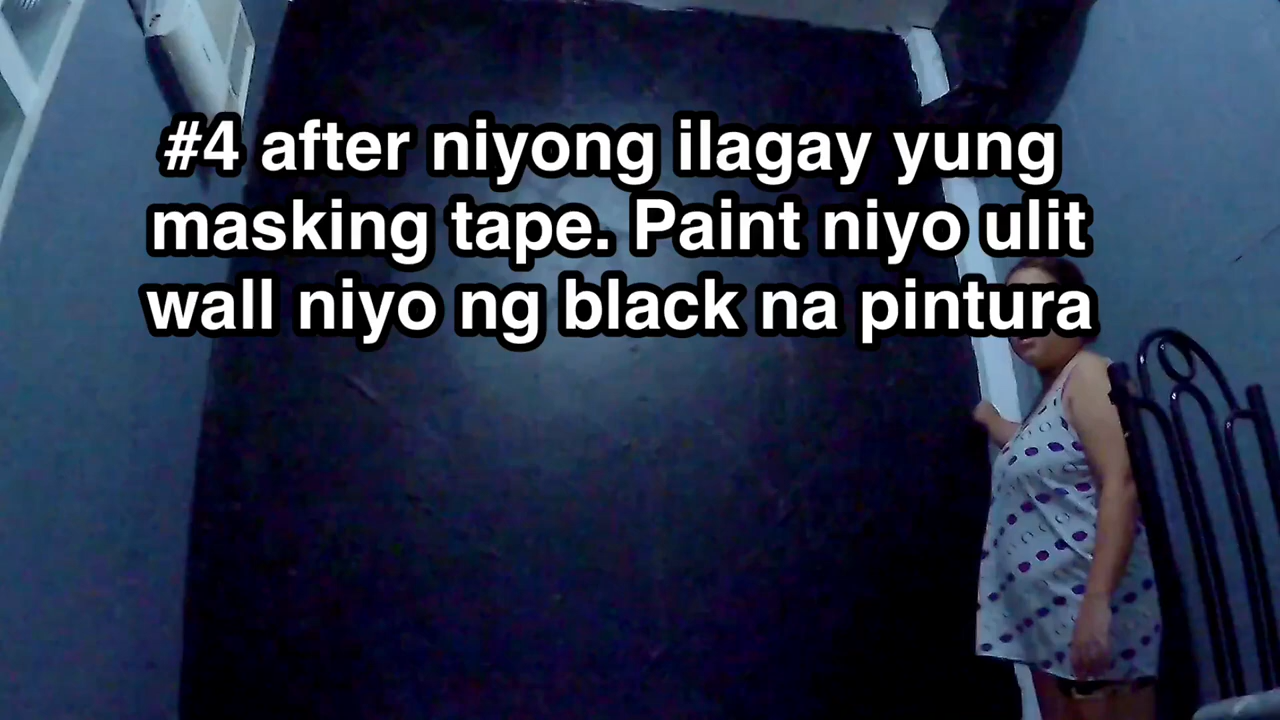 #4 after niyong ilagay yung
masking tape. Paint niyo ulit
wall niyo ng black na pintura